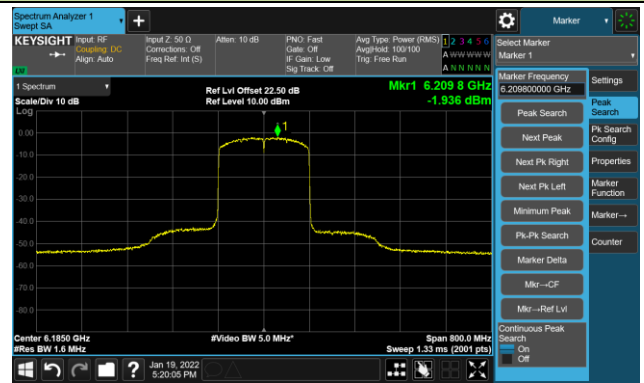 Spectrum Analyzer 1
Swept SA
+
Marker
KEYSIGHT
Input: RF
Coupling: DC
Align: Auto
Input Z: 50 Ω
Corrections: Off
Freq Ref: Int (S)
Atten: 10 dB
PNO: Fast
Gate: Off
IF Gain: Low
Sig Track: Off
Avg Type: Power (RMS)
Avg|Hold: 100/100
Trig: Free Run
1 2 3 4 5 6
A W W W W W
A N N N N N
LW
1 Spectrum
Scale/Div 10 dB
Log
Ref Lvl Offset 22.50 dB
Ref Level 10.00 dBm
Mkr1 6.209 8 GHz
-1.936 dBm
1
0.00
-10.0
-20.0
-30.0
-40.0
-50.0
-60.0
-70.0
-80.0
Center 6.1850 GHz
#Res BW 1.6 MHz
#Video BW 5.0 MHz*
Span 800.0 MHz
Sweep 1.33 ms (2001 pts)
Jan 19, 2022
5:20:05 PM
Select Marker
Marker 1
Marker Frequency
6.209800000 GHz
Peak Search
Next Peak
Next Pk Right
Next Pk Left
Minimum Peak
Pk-Pk Search
Marker Delta
Mkr→CF
Mkr→Ref Lvl
Continuous Peak
Search
On
Off
Settings
Peak
Search
Pk Search
Config
Properties
Marker
Function
Marker→
Counter